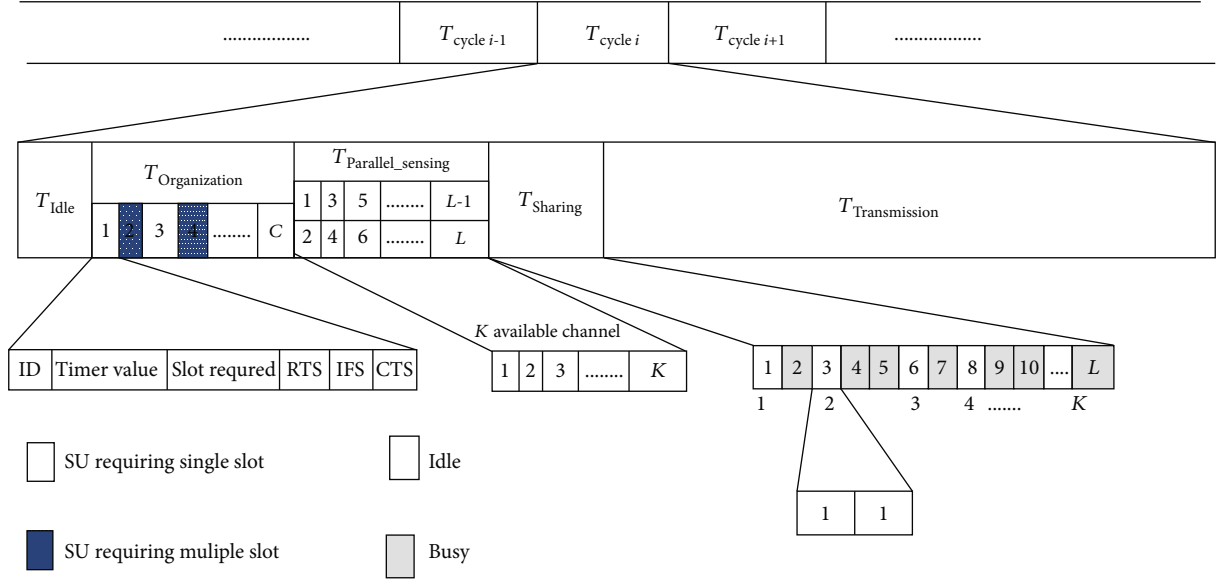 ................. T_cycle i-1 T_cycle i T_cycle i+1 .................
T_Idle T_Organization T_Parallel_sensing T_Sharing T_Transmission
1 2 3 4 ........ C
1 3 5 ........ L-1
2 4 6 ........ L
ID Timer value Slot requred RTS IFS CTS
K available channel
1 2 3 ........ K
1 2 3 4 5 6 7 8 9 10 .... L
1 2 3 4 ....... K
1 1
SU requiring single slot
Idle
SU requiring muliple slot
Busy